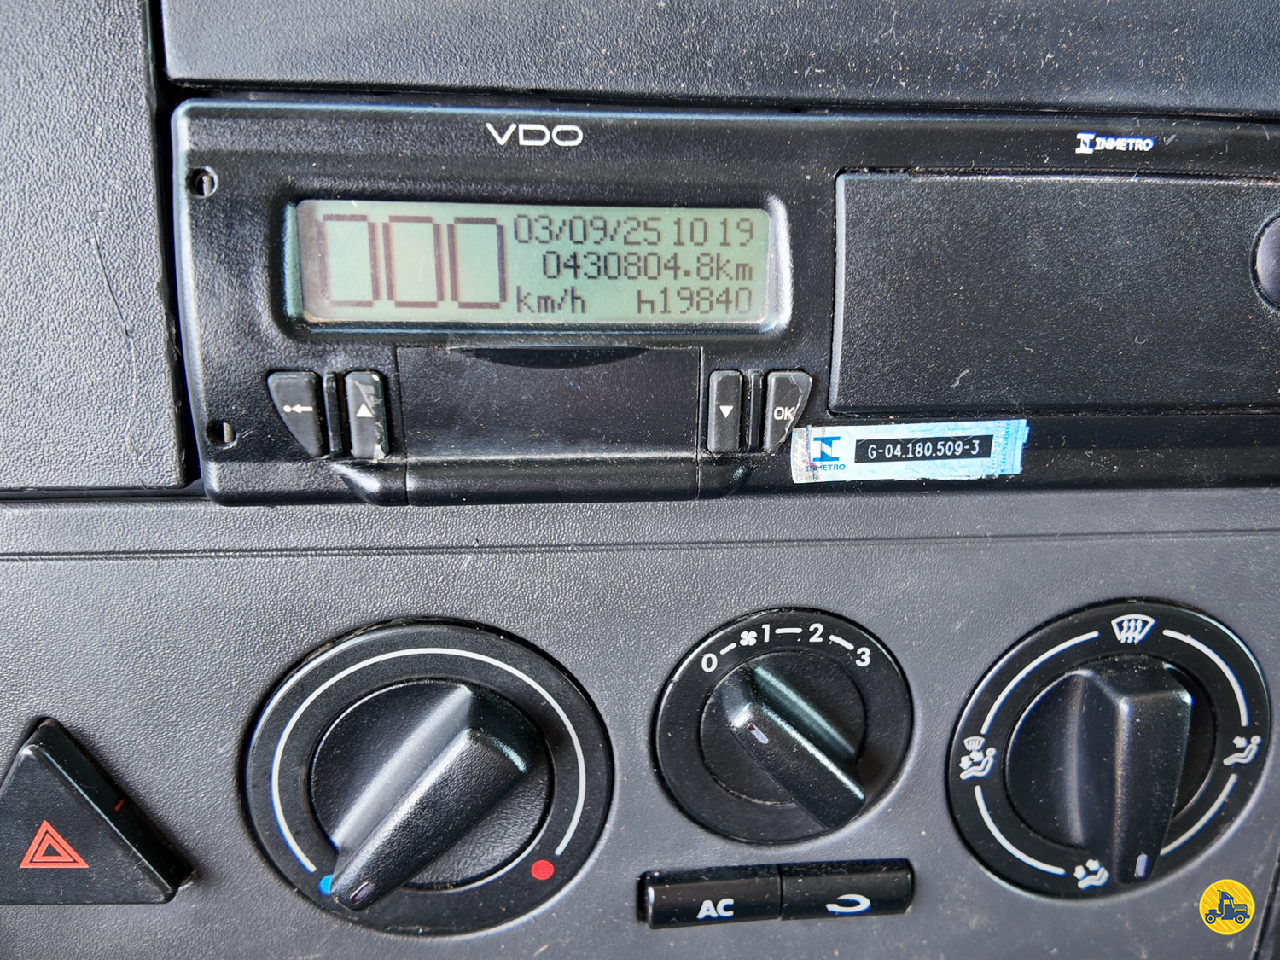 VDO
INMETRO
000
03/09/25 10 19
0430804.8km
km/h h19840
OK
INMETRO
G-04.180.509-3
0 1 2 3
AC